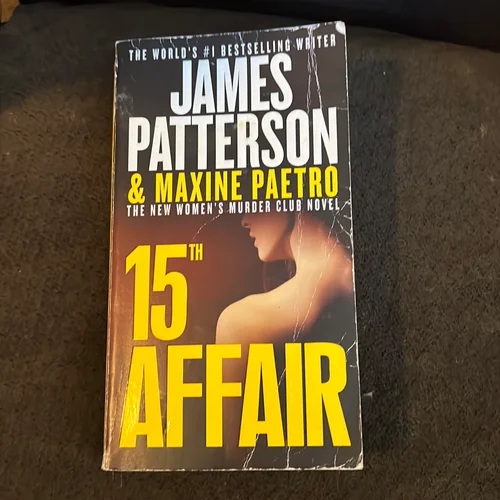 THE WORLD'S #1 BESTSELLING WRITER
JAMES
PATTERSON
& MAXINE PAETRO
THE NEW WOMEN'S MURDER CLUB NOVEL
15TH
AFFAIR